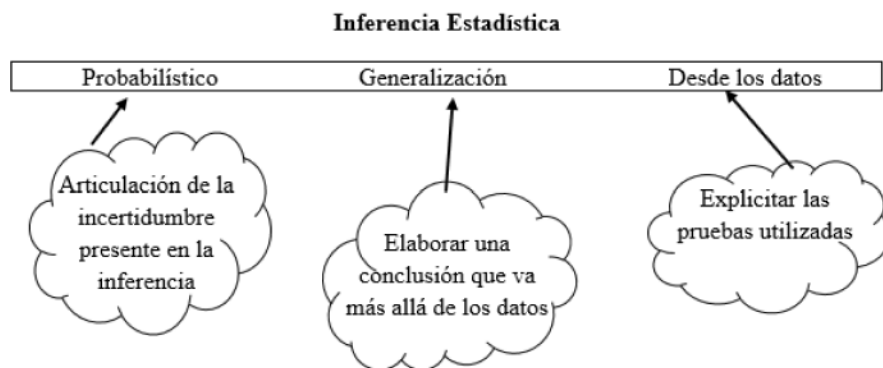 Inferencia Estadística
Probabilístico Generalización Desde los datos
Articulación de la
incertidumbre
presente en la
inferencia
Elaborar una
conclusión que va
más allá de los datos
Explicitar las
pruebas utilizadas